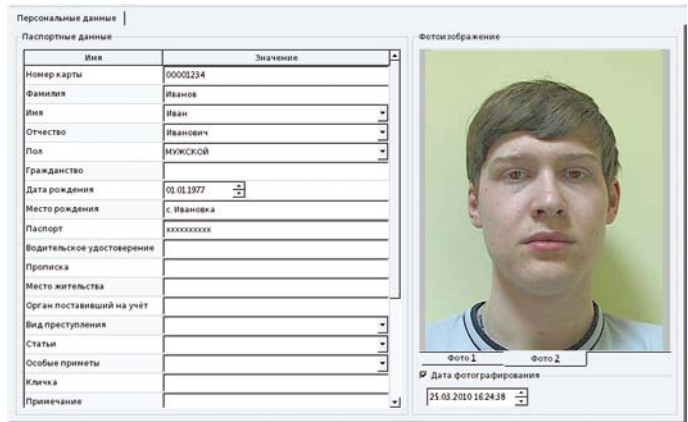 Персональные данные
Паспортные данные
Имя Значение
Номер карты 00001234
Фамилия Иванов
Имя Иван
Отчество Иванович
Пол МУЖСКОЙ
Гражданство
Дата рождения 01.01.1977
Место рождения с. Ивановка
Паспорт xxxxxxxxxx
Водительское удостоверение
Прописка
Место жительства
Орган поставивший на учёт
Вид преступления
Статьи
Особые приметы
Кличка
Примечание
Фотоизображение
Фото 1 Фото 2
Дата фотографирования
25.03.2010 16:24:38